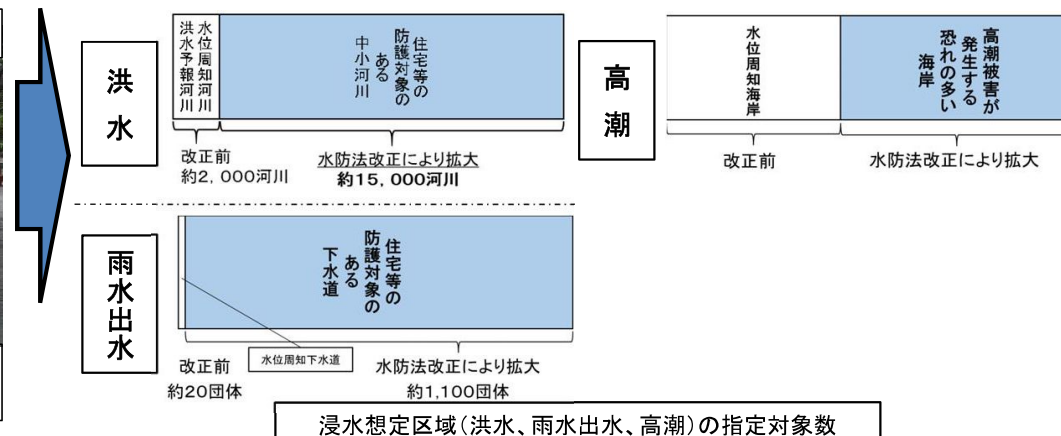 洪水
洪水予報河川
水位周知河川
住宅等の
防護対象の
ある
中小河川
改正前
約2,000河川
水防法改正により拡大
約15,000河川
高潮
水位周知海岸
高潮被害が
発生する
恐れの多い
海岸
改正前
水防法改正により拡大
雨水出水
住宅等の
防護対象の
ある
下水道
水位周知下水道
改正前
約20団体
水防法改正により拡大
約1,100団体
浸水想定区域(洪水、雨水出水、高潮)の指定対象数